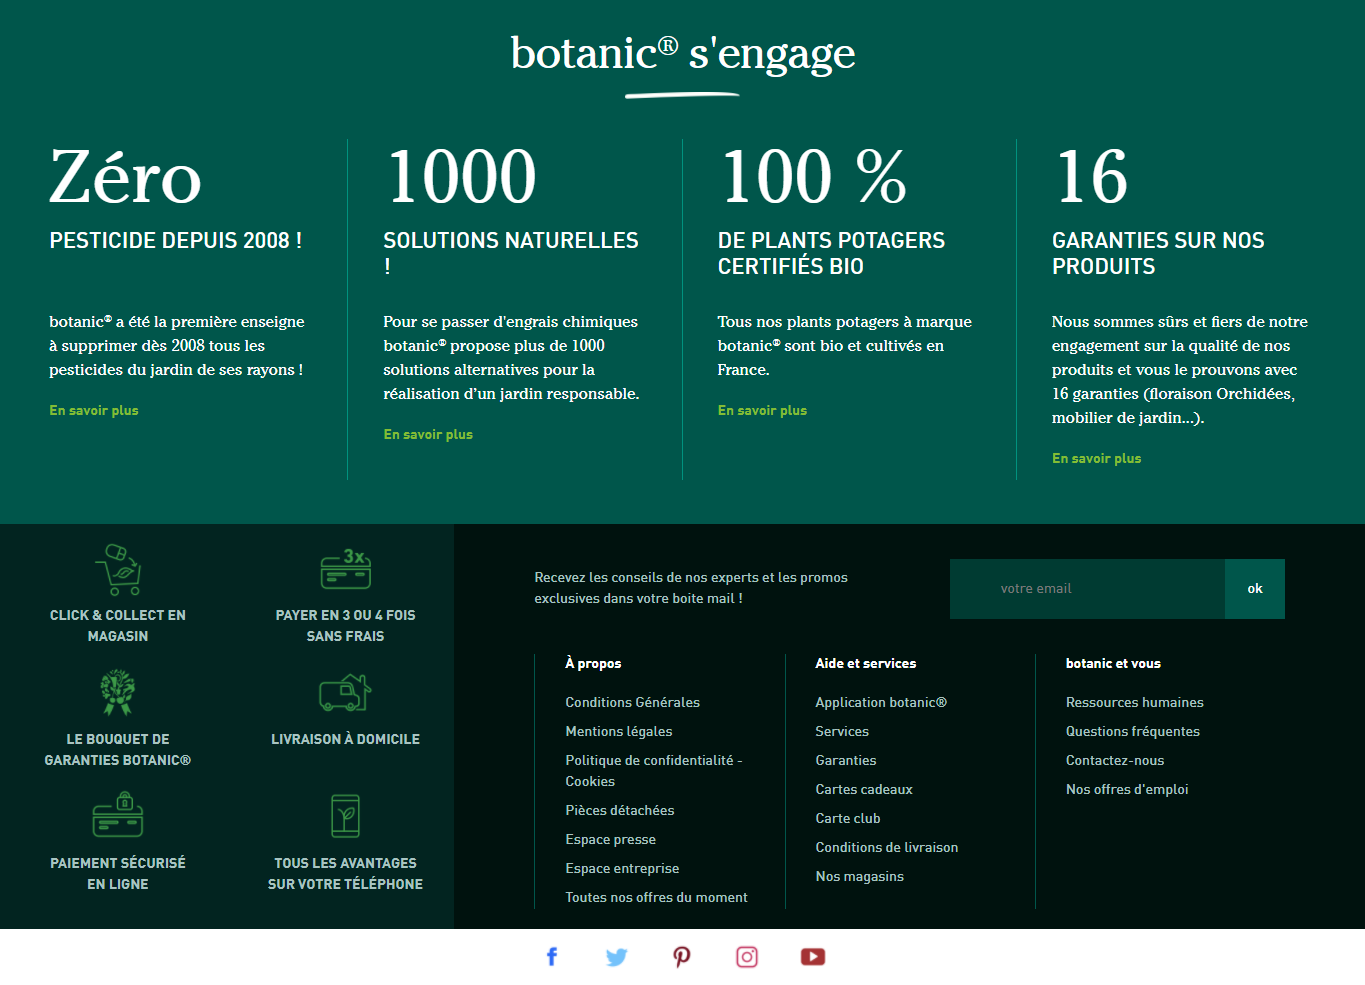 botanic® s'engage
Zéro
PESTICIDE DEPUIS 2008 !
botanic® a été la première enseigne
à supprimer dès 2008 tous les
pesticides du jardin de ses rayons !
En savoir plus
1000
SOLUTIONS NATURELLES
!
Pour se passer d'engrais chimiques
botanic® propose plus de 1000
solutions alternatives pour la
réalisation d’un jardin responsable.
En savoir plus
100 %
DE PLANTS POTAGERS
CERTIFIÉS BIO
Tous nos plants potagers à marque
botanic® sont bio et cultivés en
France.
En savoir plus
16
GARANTIES SUR NOS
PRODUITS
Nous sommes sûrs et fiers de notre
engagement sur la qualité de nos
produits et vous le prouvons avec
16 garanties (floraison Orchidées,
mobilier de jardin...).
En savoir plus
CLICK & COLLECT EN
MAGASIN
3x
PAYER EN 3 OU 4 FOIS
SANS FRAIS
LE BOUQUET DE
GARANTIES BOTANIC®
LIVRAISON À DOMICILE
PAIEMENT SÉCURISÉ
EN LIGNE
TOUS LES AVANTAGES
SUR VOTRE TÉLÉPHONE
Recevez les conseils de nos experts et les promos
exclusives dans votre boite mail !
votre email
ok
À propos
Conditions Générales
Mentions légales
Politique de confidentialité -
Cookies
Pièces détachées
Espace presse
Espace entreprise
Toutes nos offres du moment
Aide et services
Application botanic®
Services
Garanties
Cartes cadeaux
Carte club
Conditions de livraison
Nos magasins
botanic et vous
Ressources humaines
Questions fréquentes
Contactez-nous
Nos offres d'emploi